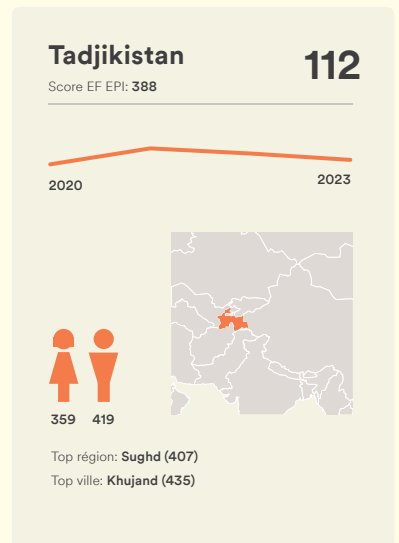 Tadjikistan
112
Score EF EPI: 388
2020
2023
359 419
Top région: Sughd (407)
Top ville: Khujand (435)